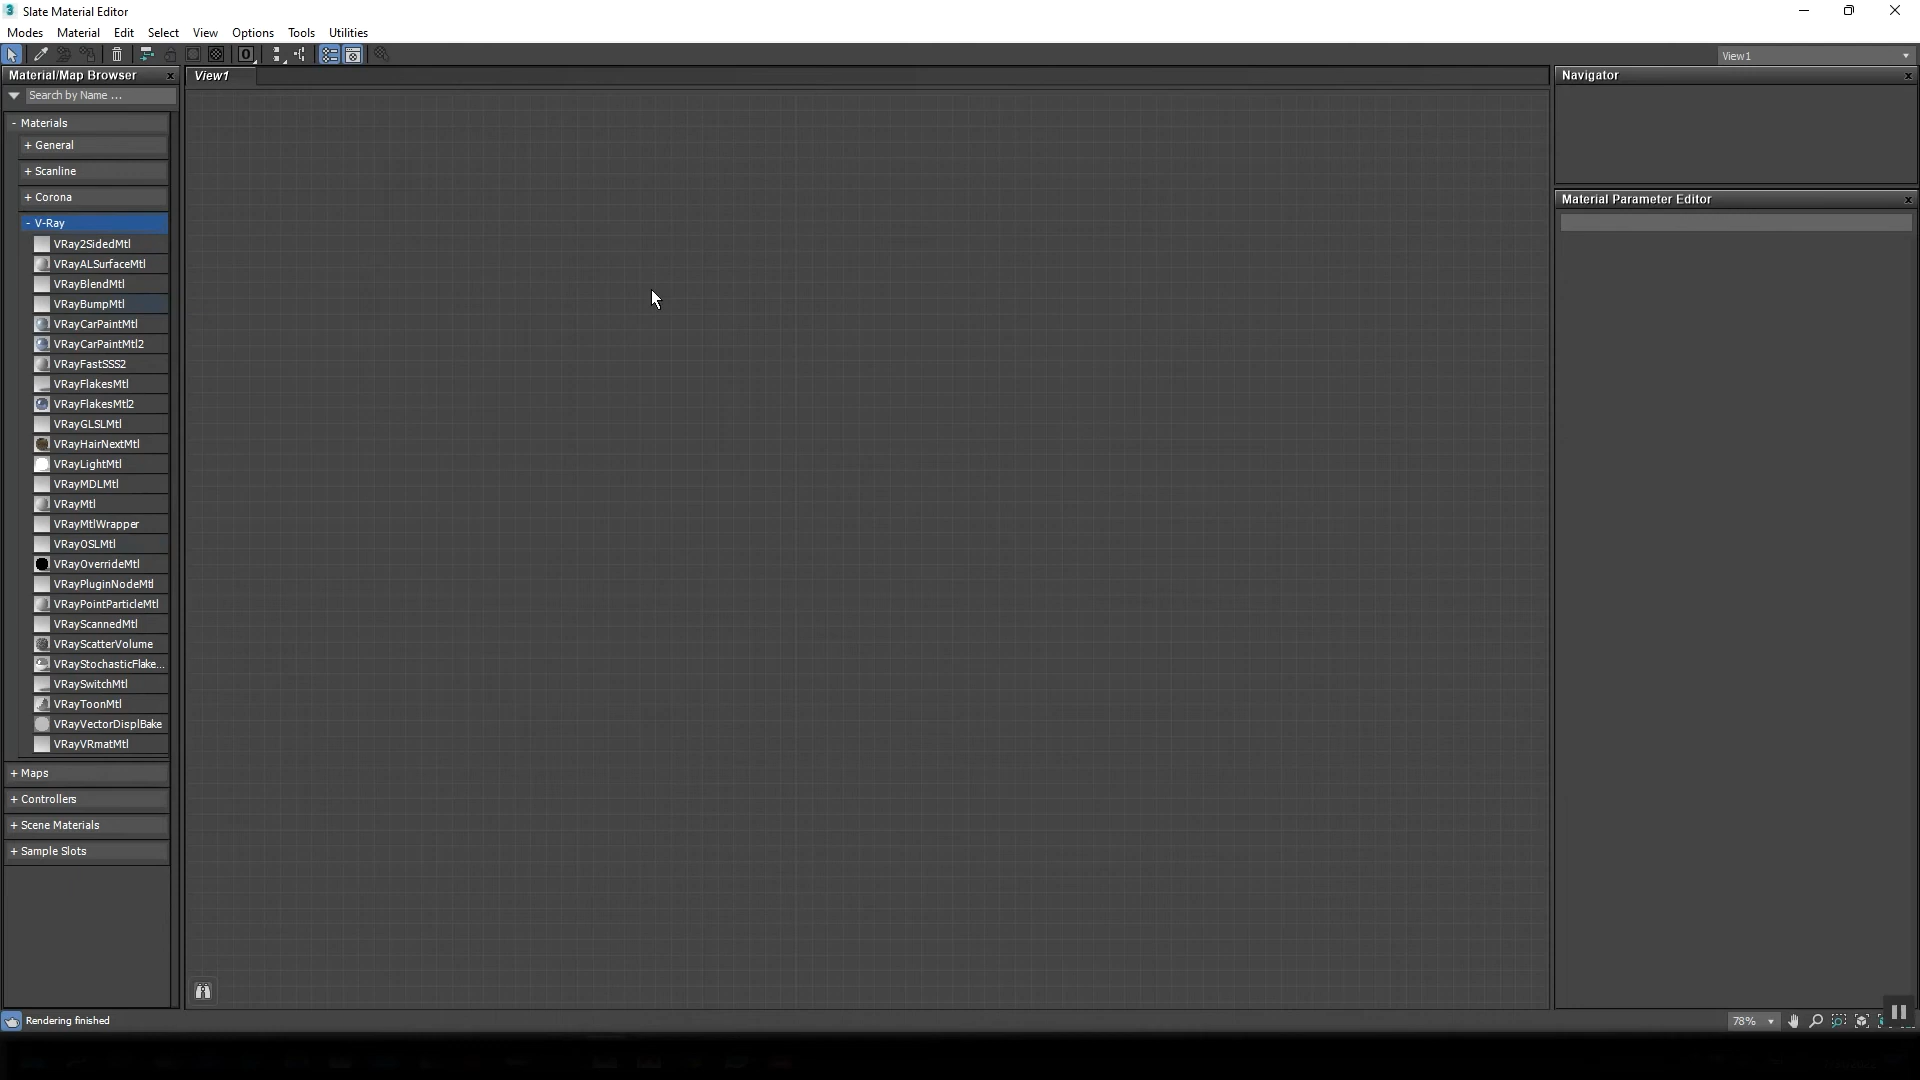 Slate Material Editor
Modes Material Edit Select View Options Tools Utilities
View1
Material/Map Browser
View1
Navigator
Search by Name ...
- Materials
+ General
+ Scanline
+ Corona
- V-Ray
VRay2SidedMtl
VRayALSurfaceMtl
VRayBlendMtl
VRayBumpMtl
VRayCarPaintMtl
VRayCarPaintMtl2
VRayFastSSS2
VRayFlakesMtl
VRayFlakesMtl2
VRayGLSLMtl
VRayHairNextMtl
VRayLightMtl
VRayMDLMtl
VRayMtl
VRayMtlWrapper
VRayOSLMtl
VRayOverrideMtl
VRayPluginNodeMtl
VRayPointParticleMtl
VRayScannedMtl
VRayScatterVolume
VRayStochasticFlake...
VRaySwitchMtl
VRayToonMtl
VRayVectorDisplBake
VRayVRmatMtl
+ Maps
+ Controllers
+ Scene Materials
+ Sample Slots
Material Parameter Editor
Rendering finished
78%